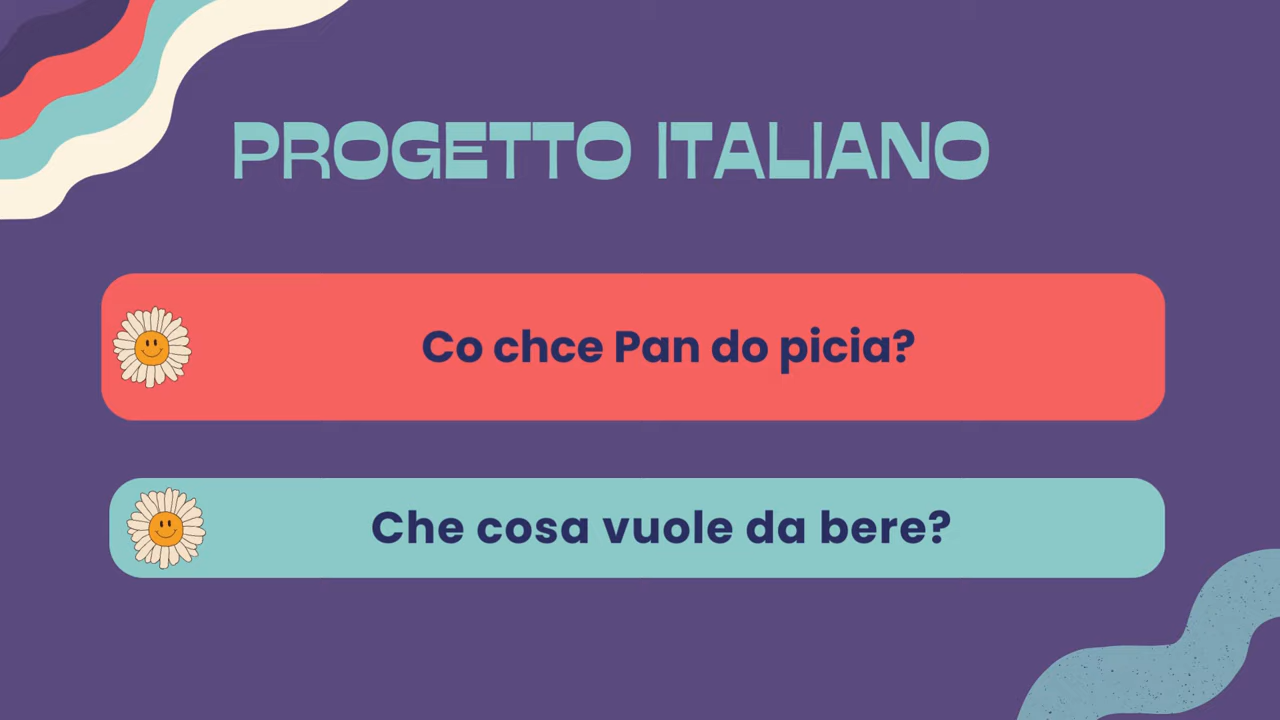 PROGETTO ITALIANO
Co chce Pan do picia?
Che cosa vuole da bere?